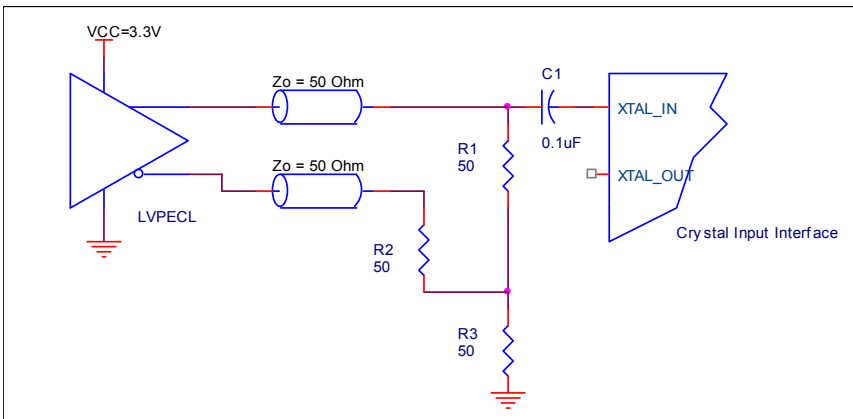 VCC=3.3V
Zo = 50 Ohm
C1
0.1uF
XTAL_IN
R1
50
Zo = 50 Ohm
XTAL_OUT
LVPECL
R2
50
Crystal Input Interface
R3
50